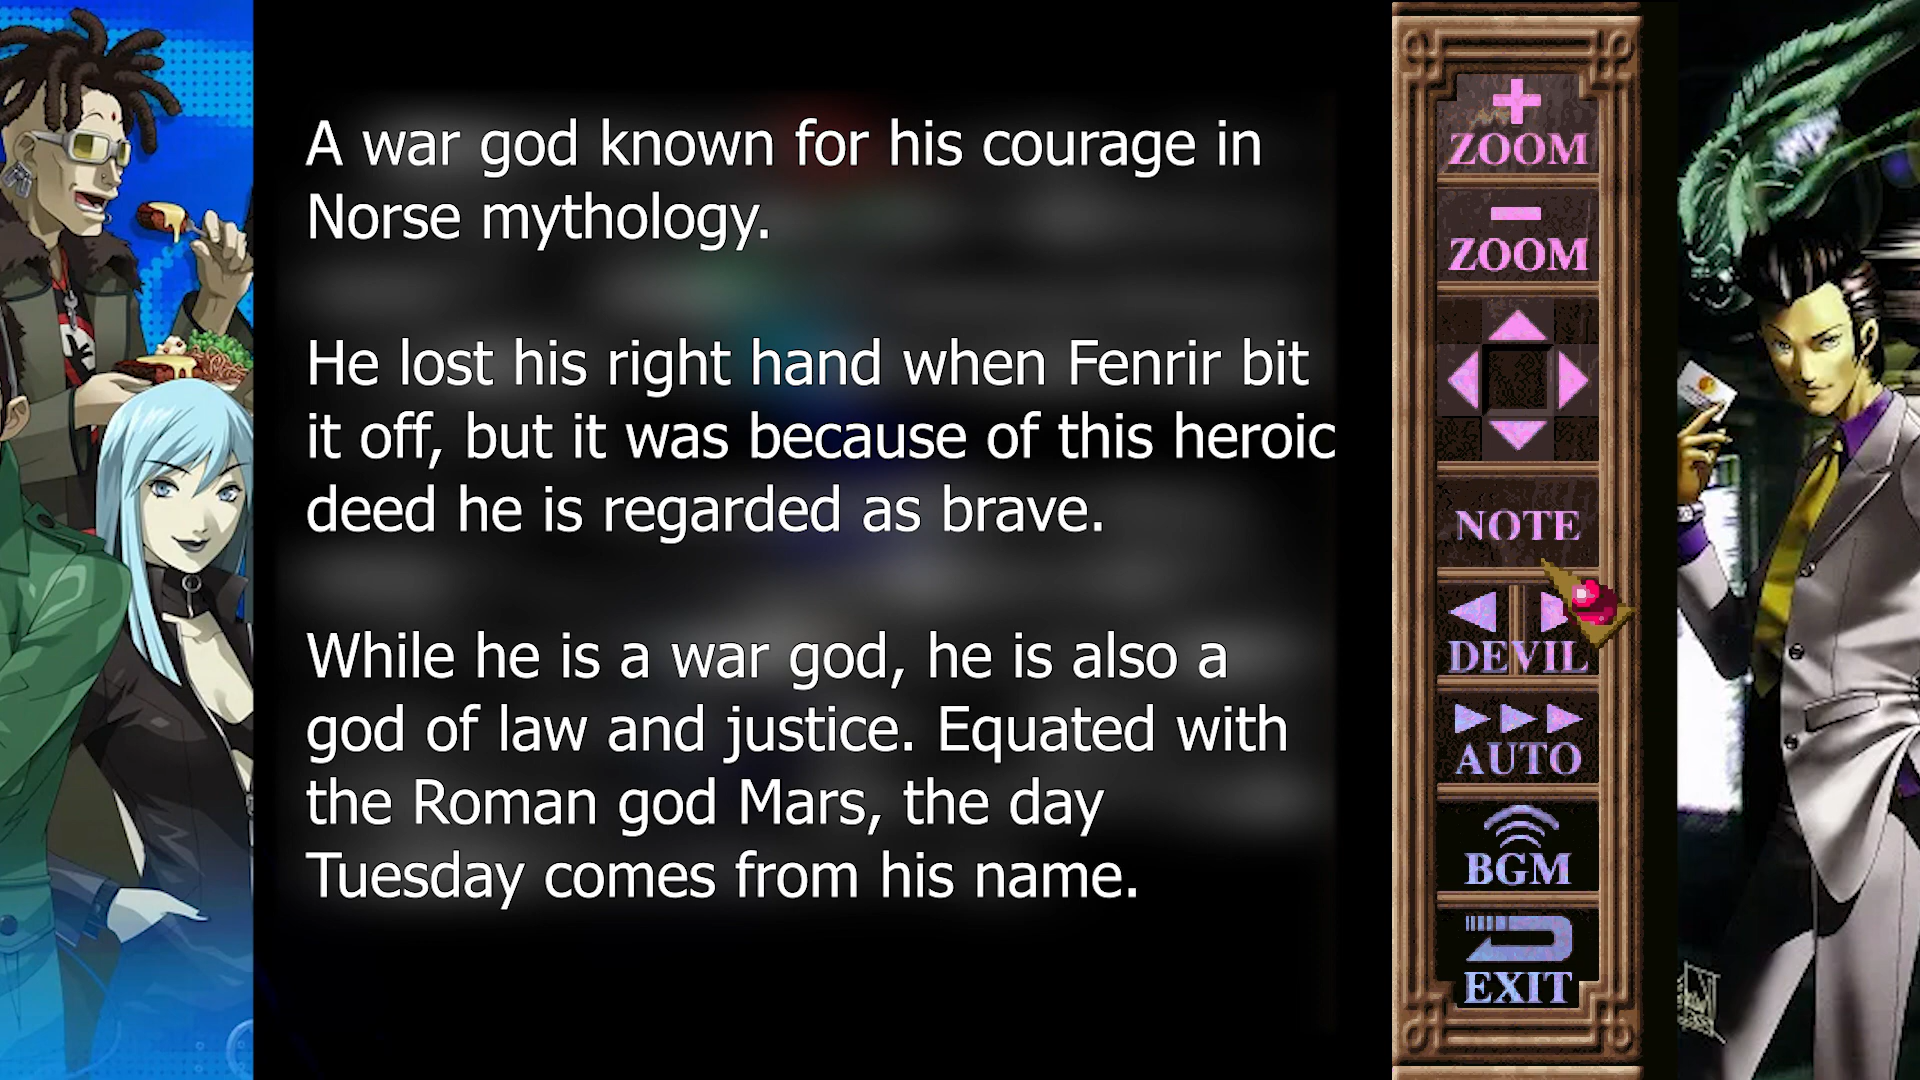 A war god known for his courage in
Norse mythology.
He lost his right hand when Fenrir bit
it off, but it was because of this heroic
deed he is regarded as brave.
While he is a war god, he is also a
god of law and justice. Equated with
the Roman god Mars, the day
Tuesday comes from his name.
ZOOM
ZOOM
NOTE
DEVIL
AUTO
BGM
EXIT